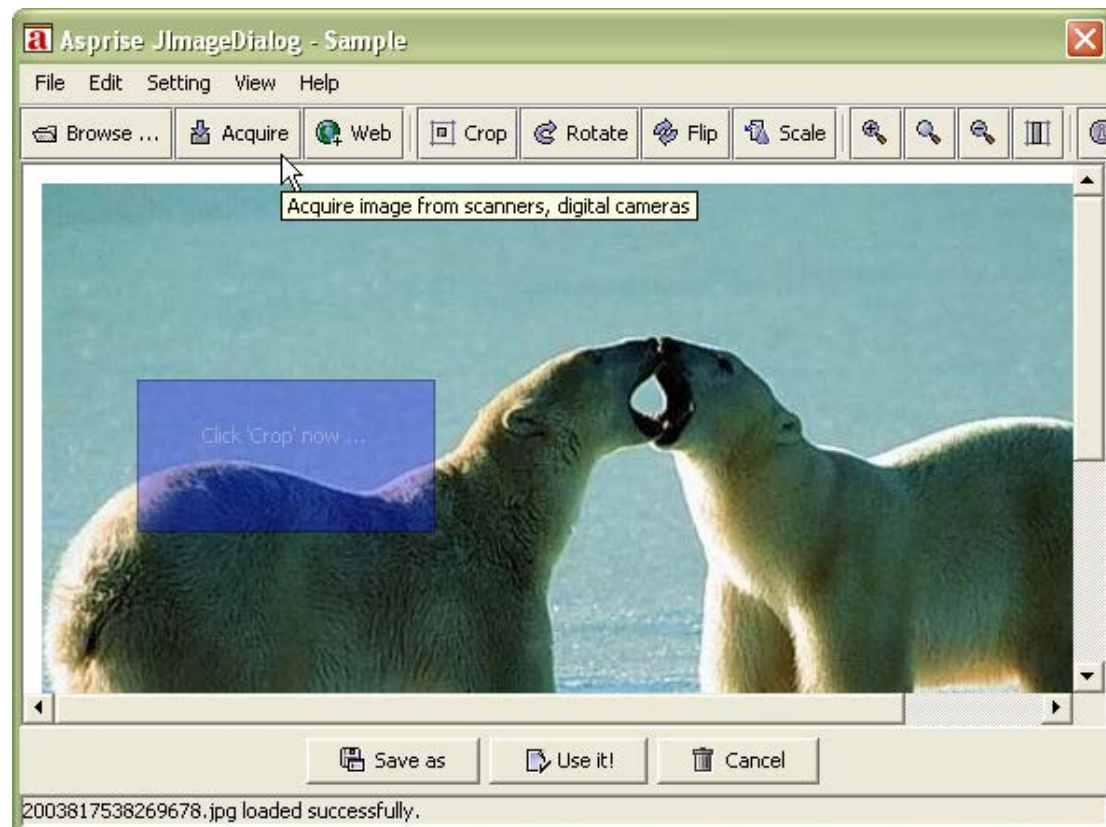 a Asprise JImageDialog - Sample
File Edit Setting View Help
Browse ... Acquire Web Crop Rotate Flip Scale
Acquire image from scanners, digital cameras
Click 'Crop' now ...
Save as Use it! Cancel
2003817538269678.jpg loaded successfully.